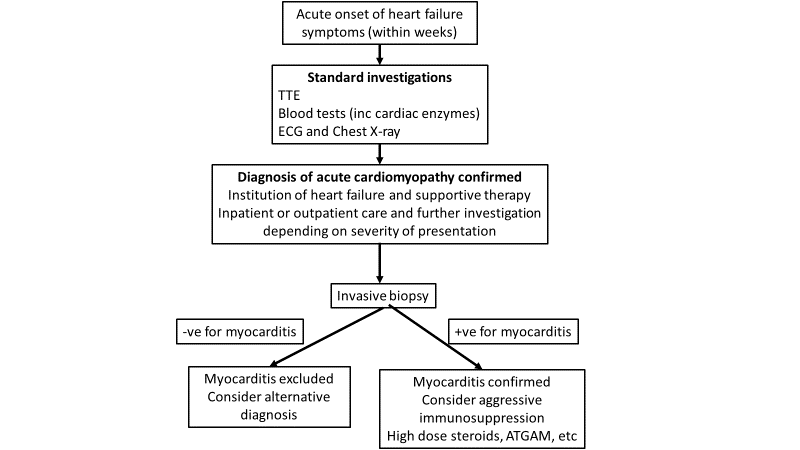 Acute onset of heart failure
symptoms (within weeks)
Standard investigations
TTE
Blood tests (inc cardiac enzymes)
ECG and Chest X-ray
Diagnosis of acute cardiomyopathy confirmed
Institution of heart failure and supportive therapy
Inpatient or outpatient care and further investigation
depending on severity of presentation
Invasive biopsy
-ve for myocarditis
+ve for myocarditis
Myocarditis excluded
Consider alternative
diagnosis
Myocarditis confirmed
Consider aggressive
immunosuppression
High dose steroids, ATGAM, etc